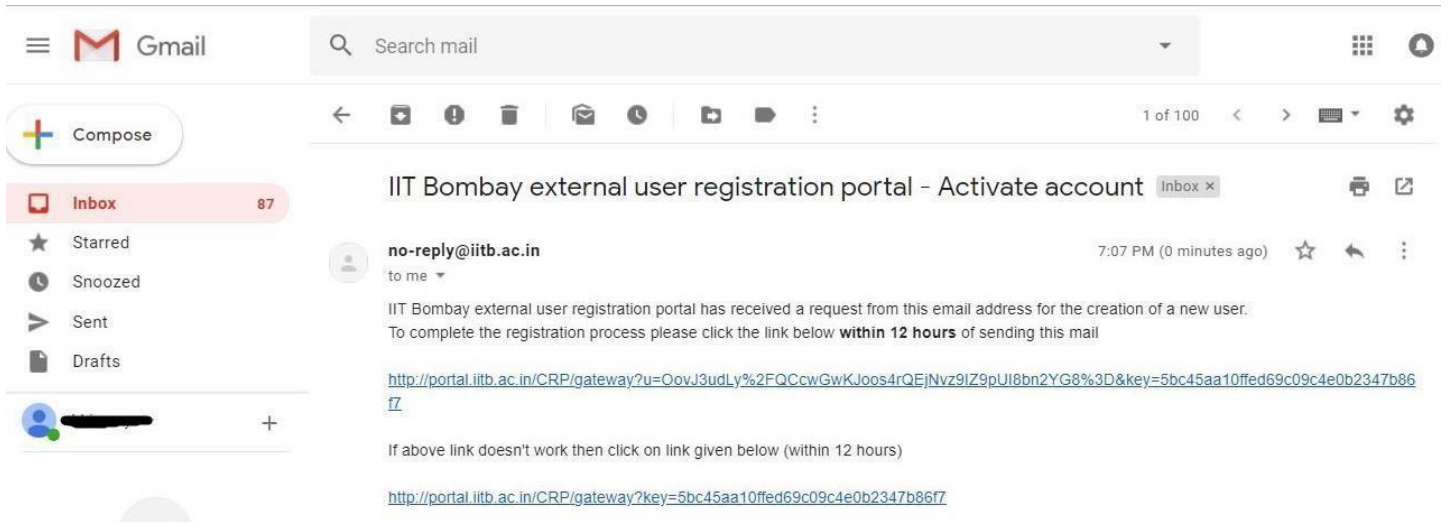 Gmail
Search mail
Compose
1 of 100
Inbox 87
Starred
Snoozed
Sent
Drafts
IIT Bombay external user registration portal - Activate account Inbox ×
no-reply@iitb.ac.in 7:07 PM (0 minutes ago)
to me
IIT Bombay external user registration portal has received a request from this email address for the creation of a new user.
To complete the registration process please click the link below within 12 hours of sending this mail
http://portal.iitb.ac.in/CRP/gateway?u=OovJ3udLy%2FQCcwGwKJoos4rQEjNvz9IZ9pUI8bn2YG8%3D&key=5bc45aa10ffed69c09c4e0b2347b86
f7
If above link doesn't work then click on link given below (within 12 hours)
http://portal.iitb.ac.in/CRP/gateway?key=5bc45aa10ffed69c09c4e0b2347b86f7